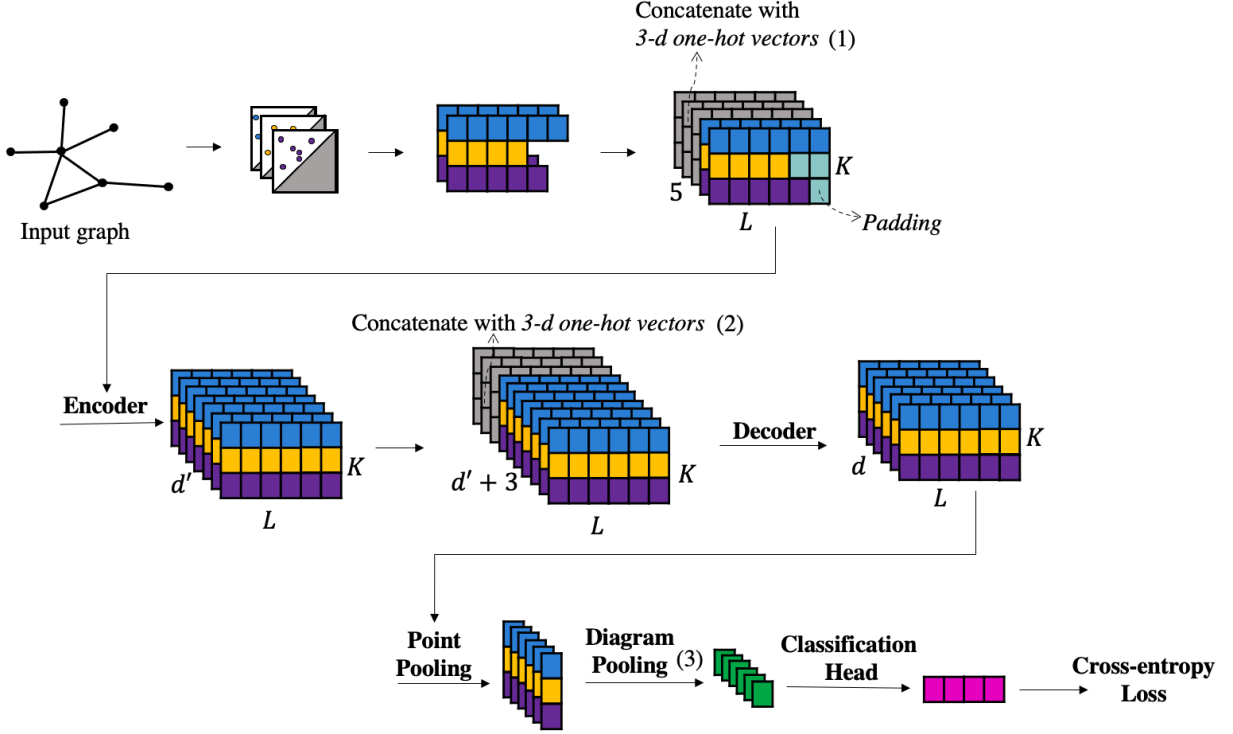 Concatenate with
3-d one-hot vectors (1)
Input graph
5
K
L
Padding
Concatenate with 3-d one-hot vectors (2)
Encoder
d′
K
L
d′ + 3
K
L
Decoder
d
K
L
Point
Pooling
Diagram
Pooling (3)
Classification
Head
Cross-entropy
Loss